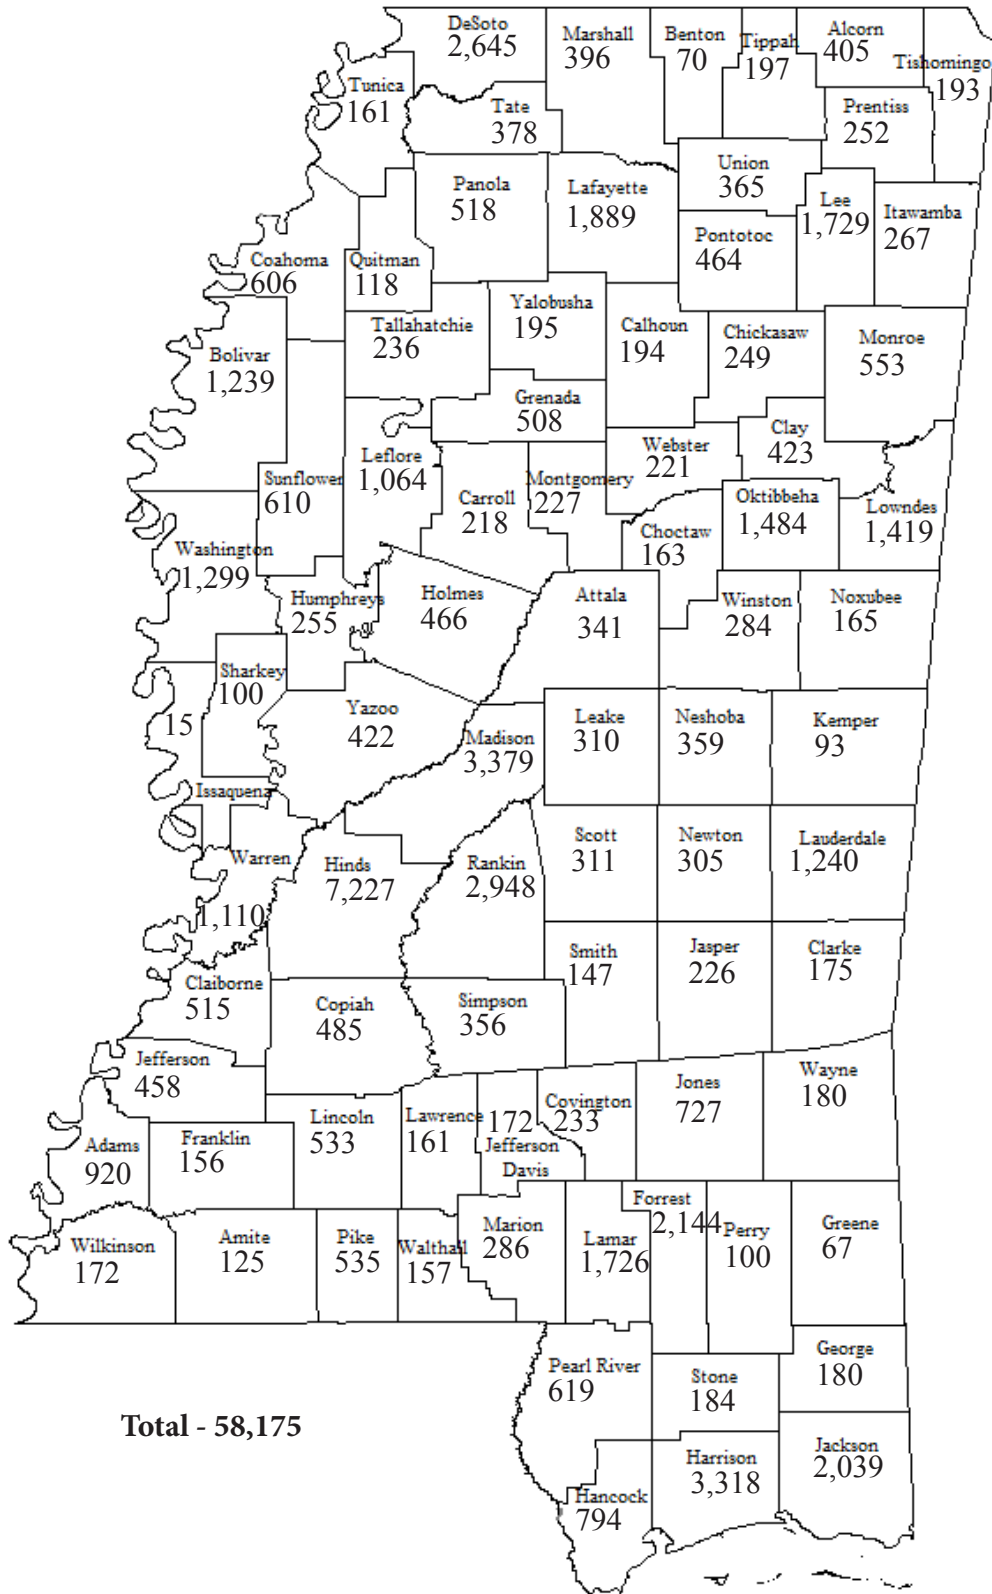 DeSoto
2,645
Marshall
396
Benton
70
Tippah
197
Alcorn
405
Tishomingo
193
Tunica
161
Tate
378
Prentiss
252
Union
365
Panola
518
Lafayette
1,889
Lee
1,729
Itawamba
267
Pontotoc
464
Coahoma
606
Quitman
118
Tallahatchie
236
Yalobusha
195
Calhoun
194
Chickasaw
249
Monroe
553
Bolivar
1,239
Grenada
508
Clay
423
Webster
221
Leflore
1,064
Sunflower
610
Carroll
218
Montgomery
227
Oktibbeha
1,484
Lowndes
1,419
Choctaw
163
Washington
1,299
Humphreys
255
Holmes
466
Attala
341
Winston
284
Noxubee
165
Sharkey
100
15
Issaquena
Yazoo
422
Madison
3,379
Leake
310
Neshoba
359
Kemper
93
Warren
1,110
Hinds
7,227
Rankin
2,948
Scott
311
Newton
305
Lauderdale
1,240
Smith
147
Jasper
226
Clarke
175
Claiborne
515
Copiah
485
Simpson
356
Jefferson
458
Lincoln
533
Lawrence
161
172
Jefferson
Davis
Covington
233
Jones
727
Wayne
180
Adams
920
Franklin
156
Wilkinson
172
Amite
125
Pike
535
Walthall
157
Marion
286
Lamar
1,726
Forrest
2,144
Perry
100
Greene
67
Pearl River
619
Stone
184
George
180
Total - 58,175
Hancock
794
Harrison
3,318
Jackson
2,039